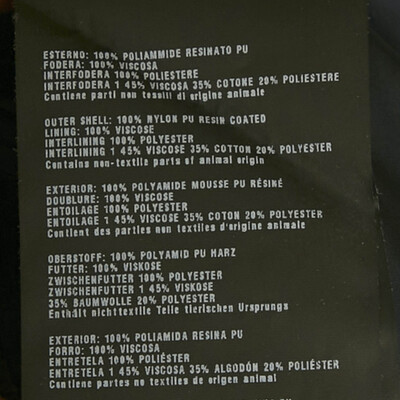 ESTERNO: 100% POLIAMMIDE RESINATO PU
FODERA: 100% VISCOSA
INTERFODERA 100% POLIESTERE
INTERFODERA 1 45% VISCOSA 35% COTONE 20% POLIESTERE
Contiene parti non tessili di origine animale
OUTER SHELL: 100% NYLON PU RESIN COATED
LINING: 100% VISCOSE
INTERLINING 100% POLYESTER
INTERLINING 1 45% VISCOSE 35% COTTON 20% POLYESTER
Contains non-textile parts of animal origin
EXTERIOR: 100% POLYAMIDE MOUSSE PU RÉSINÉ
DOUBLURE: 100% VISCOSE
ENTOILAGE 100% POLYESTER
ENTOILAGE 1 45% VISCOSE 35% COTON 20% POLYESTER
Contient des parties non textiles d'origine animale
OBERSTOFF: 100% POLYAMID PU HARZ
FUTTER: 100% VISKOSE
ZWISCHENFUTTER 100% POLYESTER
ZWISCHENFUTTER 1 45% VISKOSE
35% BAUMWOLLE 20% POLYESTER
Enthält nichttextile Teile tierischen Ursprungs
EXTERIOR: 100% POLIAMIDA RESINA PU
FORRO: 100% VISCOSA
ENTRETELA 100% POLIÉSTER
ENTRETELA 1 45% VISCOSA 35% ALGODÓN 20% POLIÉSTER
Contiene partes no textiles de origen animal